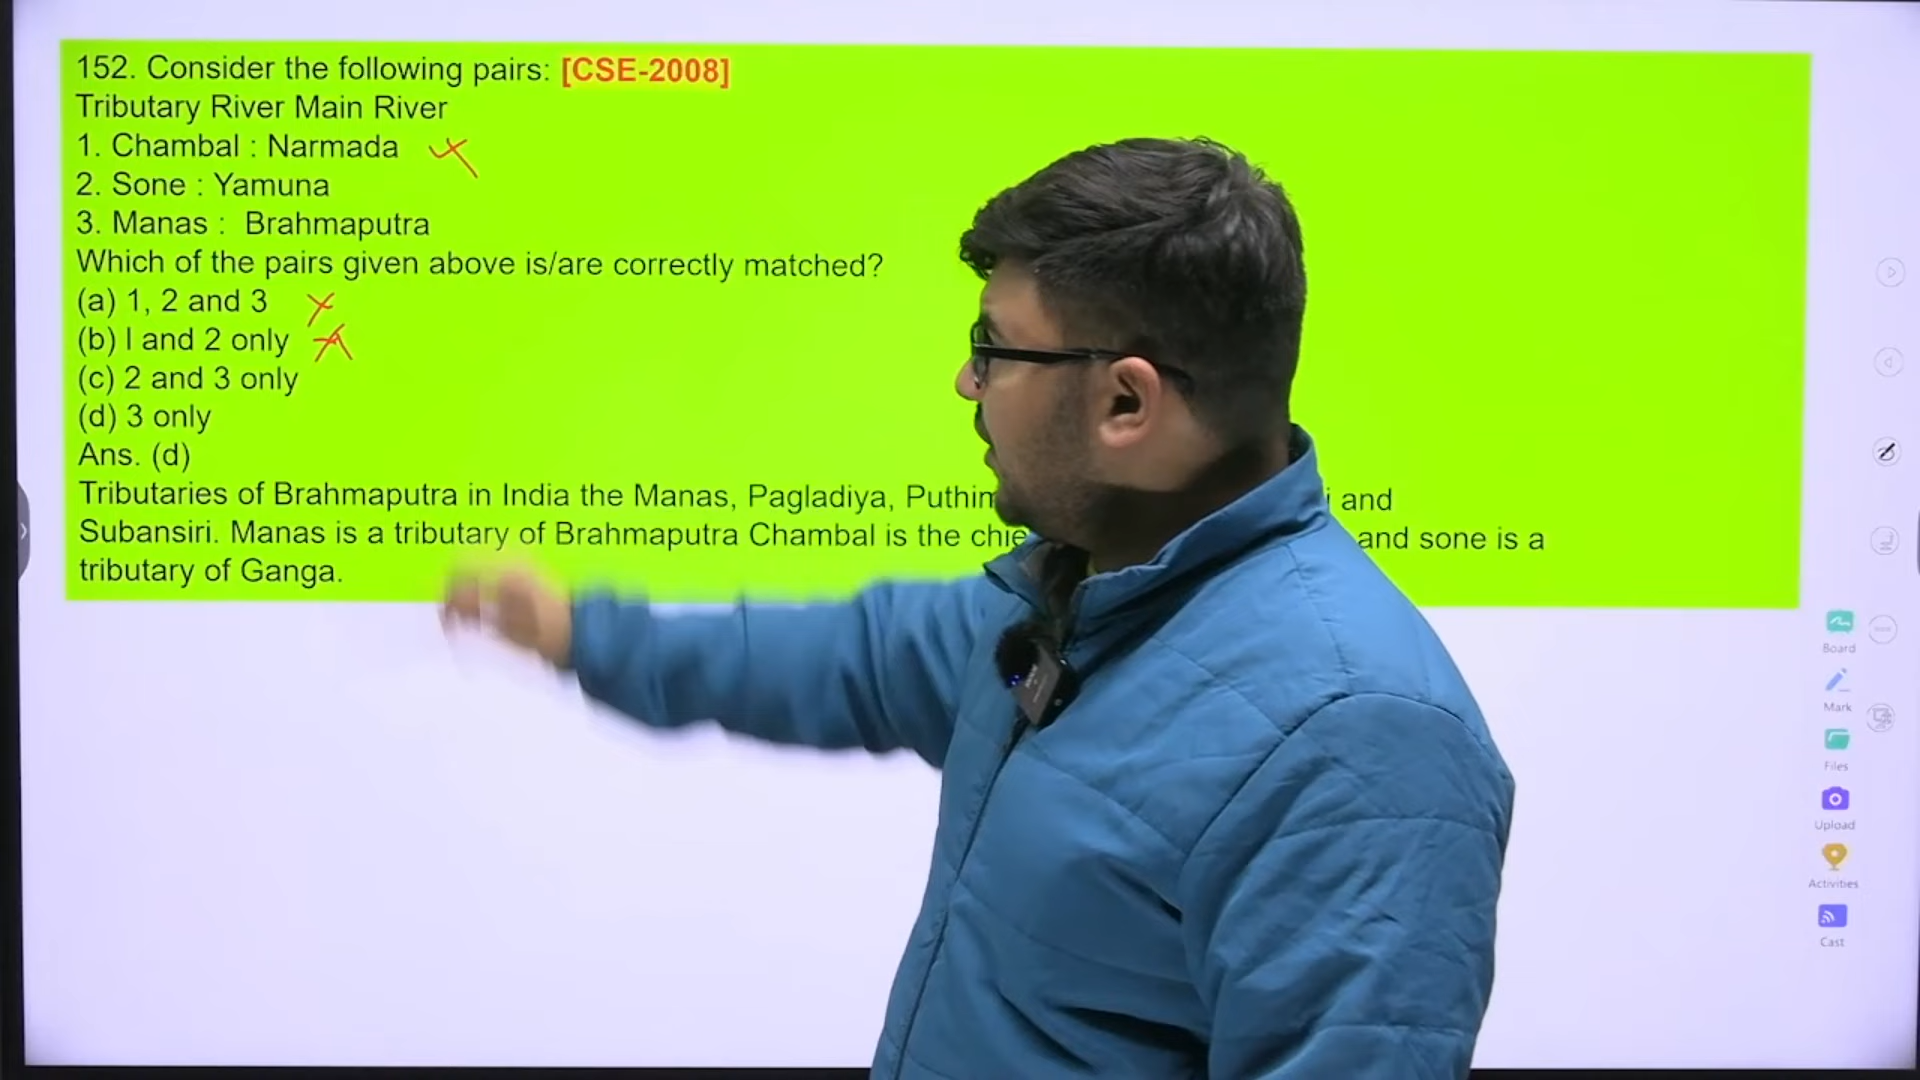 152. Consider the following pairs: [CSE-2008]
Tributary River Main River
1. Chambal : Narmada
2. Sone : Yamuna
3. Manas : Brahmaputra
Which of the pairs given above is/are correctly matched?
(a) 1, 2 and 3
(b) I and 2 only
(c) 2 and 3 only
(d) 3 only
Ans. (d)
Tributaries of Brahmaputra in India the Manas, Pagladiya, and
Subansiri. Manas is a tributary of Brahmaputra Chambal is the and sone is a
tributary of Ganga.
Board
Mark
Files
Upload
Activities
Cast